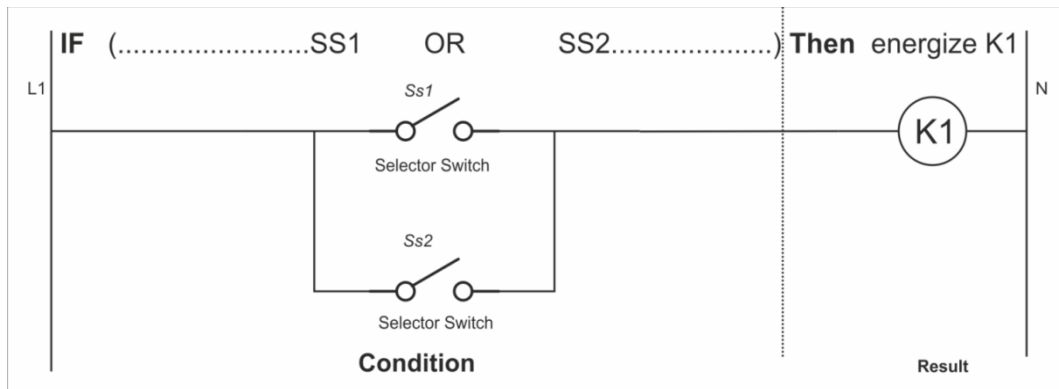 IF (........................SS1 OR SS2....................) Then energize K1
L1
N
Ss1
K1
Selector Switch
Ss2
Selector Switch
Condition
Result